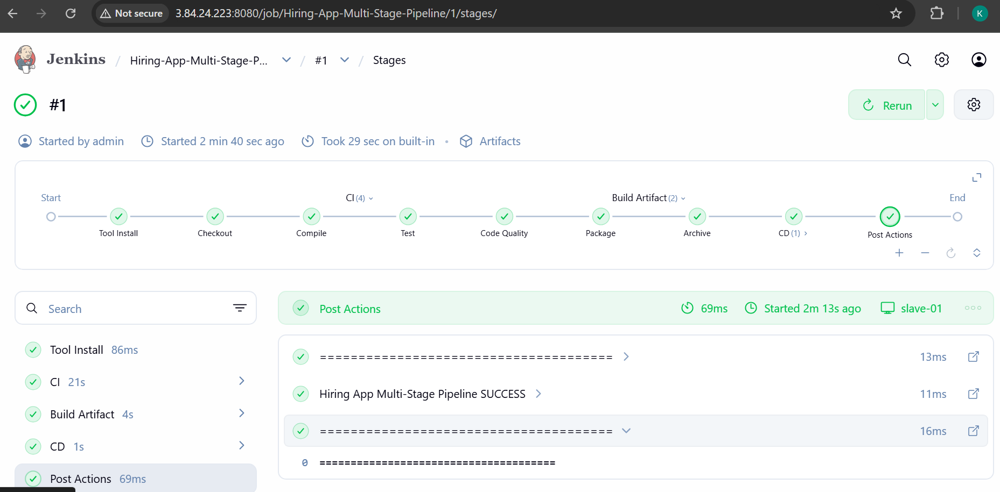 Not secure 3.84.24.223:8080/job/Hiring-App-Multi-Stage-Pipeline/1/stages/ K
Jenkins / Hiring-App-Multi-Stage-P... / #1 / Stages
#1 Rerun
Started by admin Started 2 min 40 sec ago Took 29 sec on built-in • Artifacts
Start CI (4) Build Artifact (2) End
Tool Install Checkout Compile Test Code Quality Package Archive CD (1) Post Actions
Search
Tool Install 86ms
CI 21s
Build Artifact 4s
CD 1s
Post Actions 69ms
Post Actions 69ms Started 2m 13s ago slave-01
====================================== 13ms
Hiring App Multi-Stage Pipeline SUCCESS 11ms
====================================== 16ms
0 ======================================